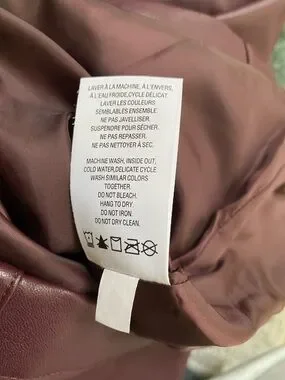 LAVER À LA MACHINE, À L'ENVERS,
À L'EAU FROIDE,CYCLE DÉLICAT.
LAVER LES COULEURS
SEMBLABLES ENSEMBLE.
NE PAS JAVELLISER.
SUSPENDRE POUR SÉCHER.
NE PAS REPASSER.
NE PAS NETTOYER À SEC.
MACHINE WASH, INSIDE OUT,
COLD WATER,DELICATE CYCLE.
WASH SIMILAR COLORS
TOGETHER.
DO NOT BLEACH.
HANG TO DRY.
DO NOT IRON.
DO NOT DRY CLEAN.